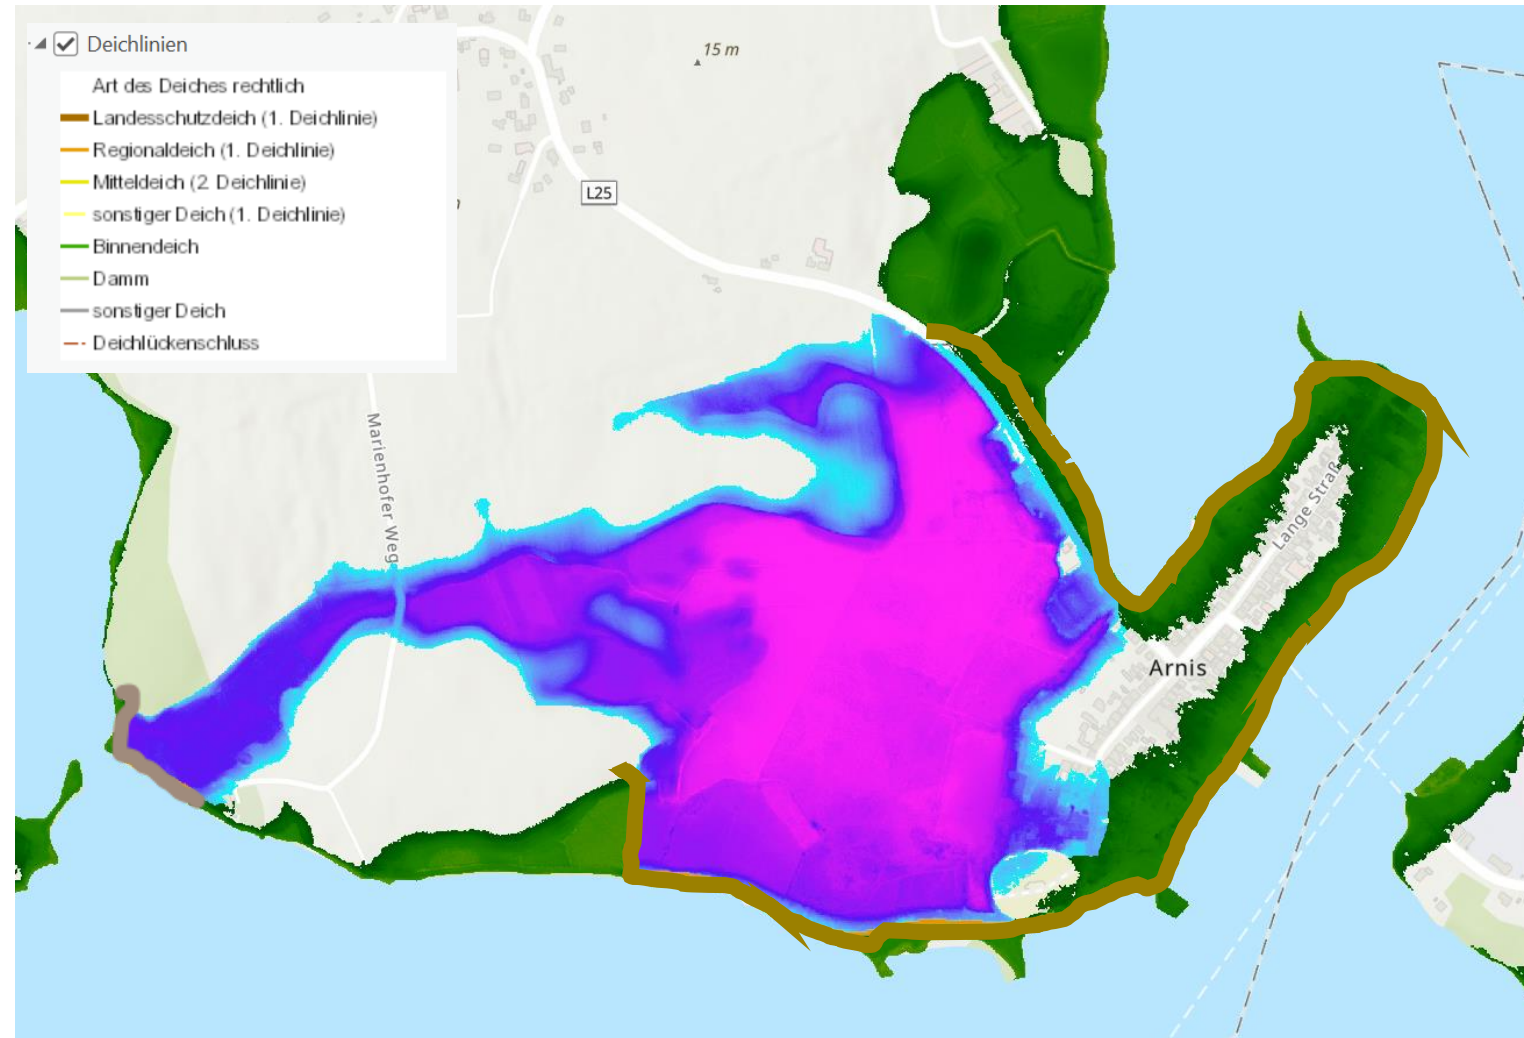 Deichlinien
Art des Deiches rechtlich
Landesschutzdeich (1. Deichlinie)
Regionaldeich (1. Deichlinie)
Mitteldeich (2. Deichlinie)
sonstiger Deich (1. Deichlinie)
Binnendeich
Damm
sonstiger Deich
Deichlückenschluss
15 m
L25
Marienhofer Weg
Lange Straß
Arnis